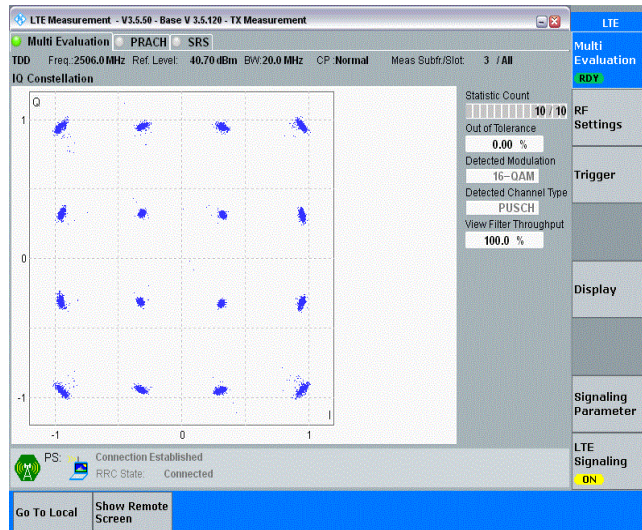 LTE Measurement - V3.5.50 - Base V 3.5.120 - TX Measurement
LTE
Multi Evaluation PRACH SRS
Multi
Evaluation
RDY
TDD Freq.:2506.0 MHz Ref. Level: 40.70 dBm BW:20.0 MHz CP :Normal Meas Subfr./Slot: 3 / All
IQ Constellation
Q
1
0
-1
I
-1 0 1
Statistic Count
10 / 10
Out of Tolerance
0.00 %
Detected Modulation
16-QAM
Detected Channel Type
PUSCH
View Filter Throughput
100.0 %
RF
Settings
Trigger
Display
Signaling
Parameter
LTE
Signaling
ON
PS: Connection Established
RRC State: Connected
Go To Local
Show Remote
Screen